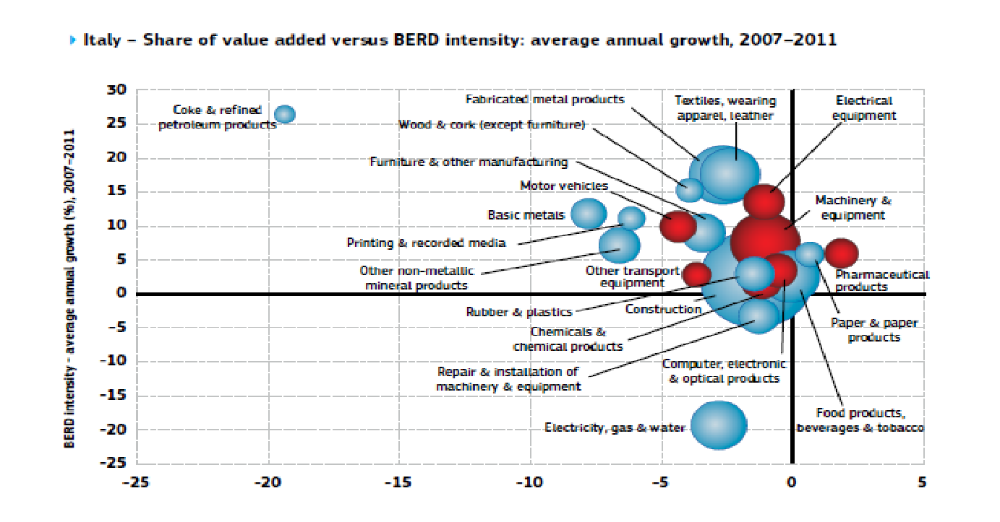 Italy – Share of value added versus BERD intensity: average annual growth, 2007–2011
BERD intensity - average annual growth (%), 2007–2011
30
25
20
15
10
5
0
-5
-10
-15
-20
-25
Coke & refined
petroleum products
Fabricated metal products
Textiles, wearing
apparel, leather
Electrical
equipment
Wood & cork (except furniture)
Furniture & other manufacturing
Motor vehicles
Machinery &
equipment
Basic metals
Printing & recorded media
Other non-metallic
mineral products
Other transport
equipment
Pharmaceutical
products
Rubber & plastics
Construction
Chemicals &
chemical products
Paper & paper
products
Computer, electronic
& optical products
Repair & installation of
machinery & equipment
Food products,
beverages & tobacco
Electricity, gas & water
-25
-20
-15
-10
-5
0
5